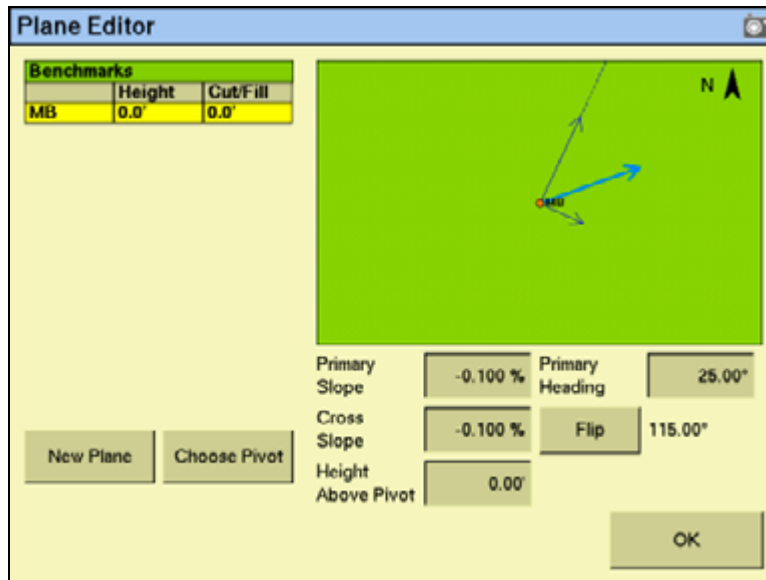 Plane Editor
Benchmarks
Height Cut/Fill
MB 0.0' 0.0'
N
Primary Slope -0.100 % Primary Heading 25.00°
Cross Slope -0.100 % Flip 115.00°
Height Above Pivot 0.00'
New Plane Choose Pivot
OK